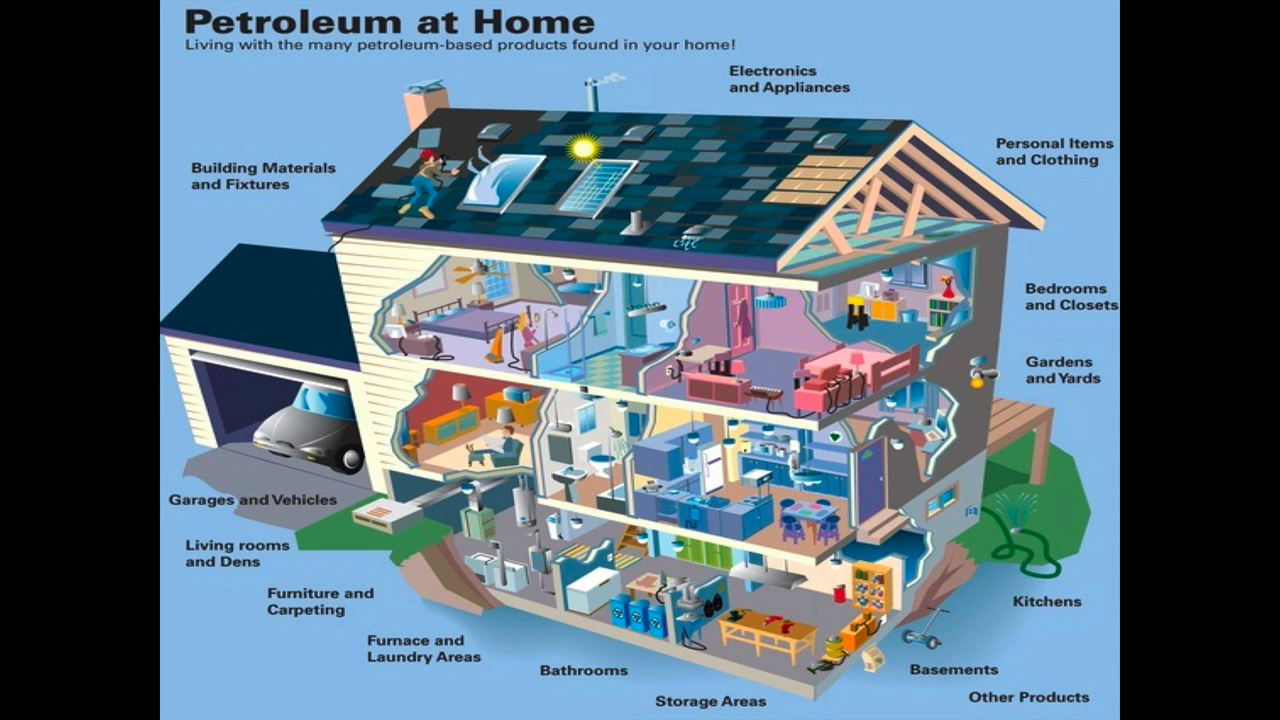 Petroleum at Home
Living with the many petroleum-based products found in your home!
Electronics
and Appliances
Personal Items
and Clothing
Building Materials
and Fixtures
Bedrooms
and Closets
Gardens
and Yards
Garages and Vehicles
Living rooms
and Dens
Furniture and
Carpeting
Kitchens
Furnace and
Laundry Areas
Bathrooms
Basements
Storage Areas
Other Products